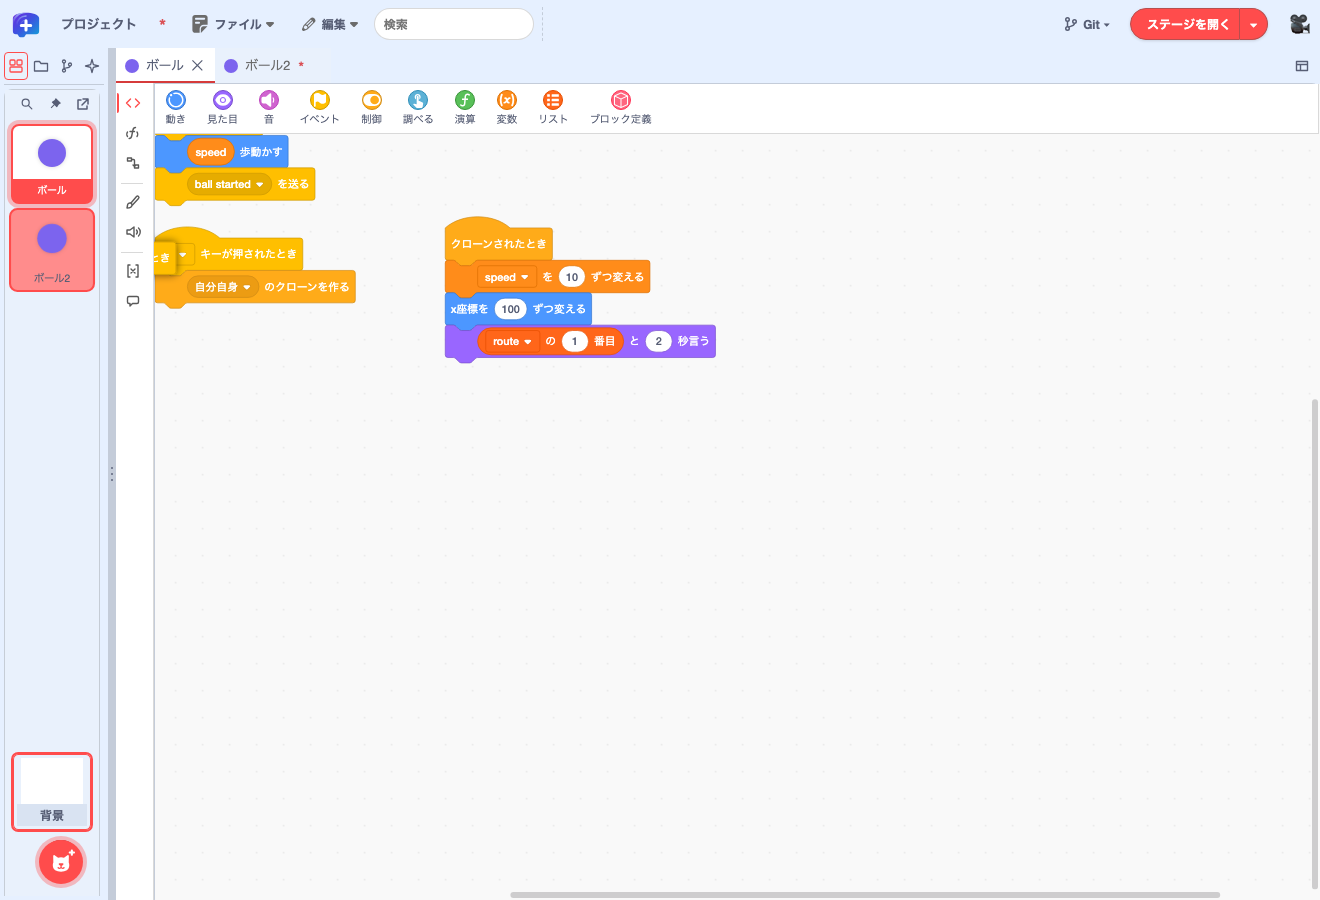 プロジェクト *
ファイル
編集
検索
Git
ステージを開く
ボール
ボール2 *
動き
見た目
音
イベント
制御
調べる
演算
変数
リスト
ブロック定義
speed 歩動かす
ball started を送る
とき
キーが押されたとき
自分自身 のクローンを作る
クローンされたとき
speed を 10 ずつ変える
x座標を 100 ずつ変える
route の 1 番目 と 2 秒言う
ボール
ボール2
背景